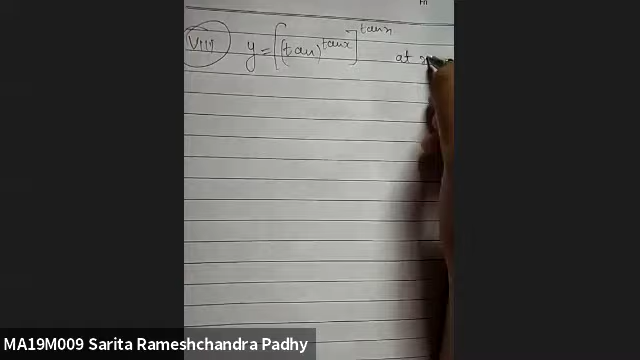 VIII y = [(tan)^tanx]^tanx at x
MA19M009 Sarita Rameshchandra Padhy